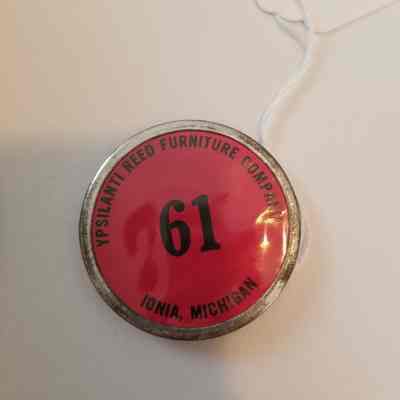 YPSILANTI REED FURNITURE COMPANY
61
IONIA, MICHIGAN